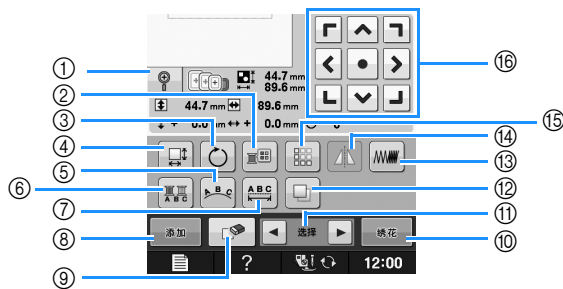 ① ② ③ ④ ⑤ ⑥ ⑦ ⑧ ⑨ ⑩ ⑪ ⑫ ⑬ ⑭ ⑮ ⑯
44.7 mm
89.6 mm
44.7 mm 89.6 mm
+ 0.0 mm + 0.0 mm 0°
A B C A B C A B C
添加 选择 绣花
? 12:00